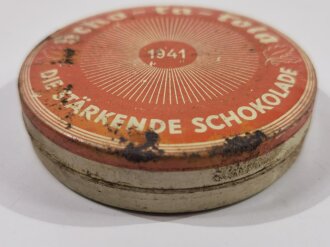 Scho-ka-kola
1941
DIE STÄRKENDE SCHOKOLADE